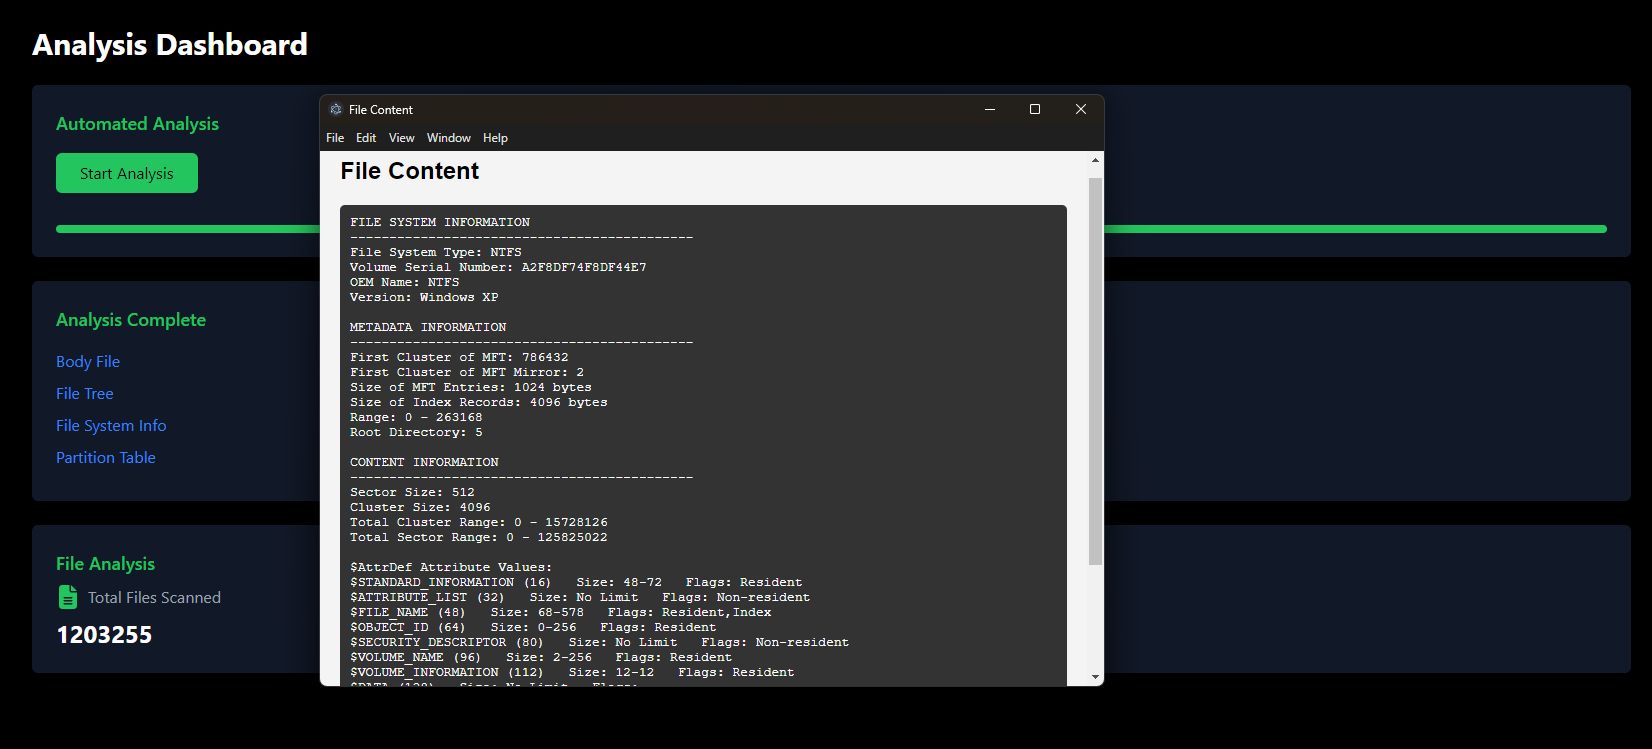 Analysis Dashboard
Automated Analysis
Start Analysis
Analysis Complete
Body File
File Tree
File System Info
Partition Table
File Analysis
Total Files Scanned
1203255
File Content
File Edit View Window Help
File Content
FILE SYSTEM INFORMATION
--------------------------------------------
File System Type: NTFS
Volume Serial Number: A2F8DF74F8DF44E7
OEM Name: NTFS
Version: Windows XP
METADATA INFORMATION
--------------------------------------------
First Cluster of MFT: 786432
First Cluster of MFT Mirror: 2
Size of MFT Entries: 1024 bytes
Size of Index Records: 4096 bytes
Range: 0 - 263168
Root Directory: 5
CONTENT INFORMATION
--------------------------------------------
Sector Size: 512
Cluster Size: 4096
Total Cluster Range: 0 - 15728126
Total Sector Range: 0 - 125825022
$AttrDef Attribute Values:
$STANDARD_INFORMATION (16)   Size: 48-72   Flags: Resident
$ATTRIBUTE_LIST (32)   Size: No Limit   Flags: Non-resident
$FILE_NAME (48)   Size: 68-578   Flags: Resident,Index
$OBJECT_ID (64)   Size: 0-256   Flags: Resident
$SECURITY_DESCRIPTOR (80)   Size: No Limit   Flags: Non-resident
$VOLUME_NAME (96)   Size: 2-256   Flags: Resident
$VOLUME_INFORMATION (112)   Size: 12-12   Flags: Resident
$DATA (128)   Size: No Limit   Flags: